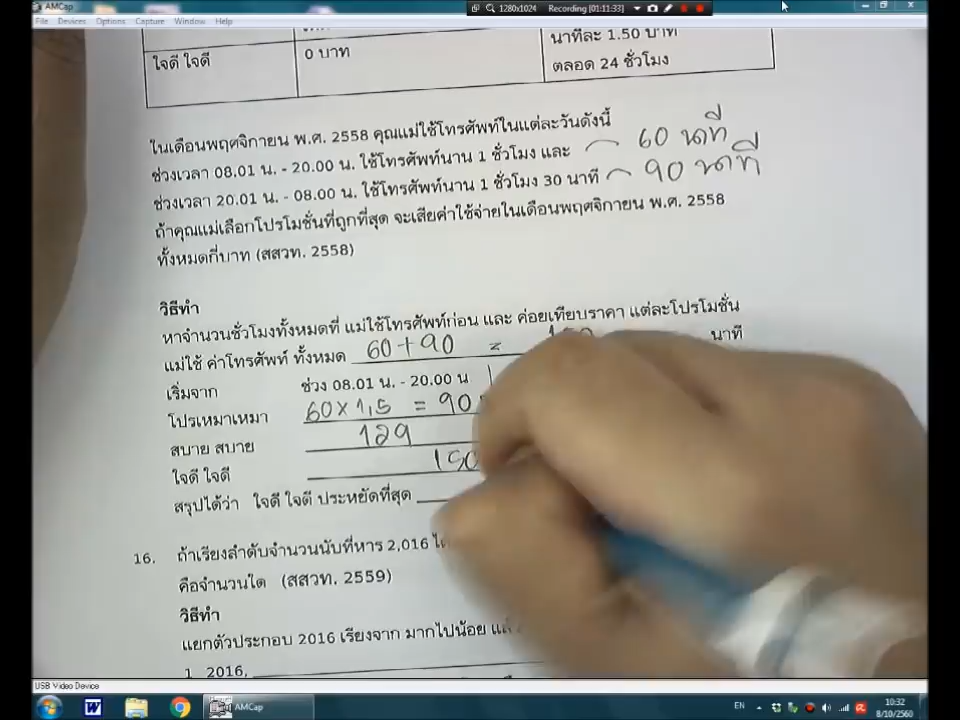 AMCap
1280x1024 Recording [01:11:33]
File Devices Options Capture Window Help
ใจดี ใจดี 0 บาท นาทีละ 1.50 บาท
ตลอด 24 ชั่วโมง
ในเดือนพฤศจิกายน พ.ศ. 2558 คุณแม่ใช้โทรศัพท์ในแต่ละวันดังนี้
ช่วงเวลา 08.01 น. - 20.00 น. ใช้โทรศัพท์นาน 1 ชั่วโมง และ 60 นาที
ช่วงเวลา 20.01 น. - 08.00 น. ใช้โทรศัพท์นาน 1 ชั่วโมง 30 นาที 90 นาที
ถ้าคุณแม่เลือกโปรโมชั่นที่ถูกที่สุด จะเสียค่าใช้จ่ายในเดือนพฤศจิกายน พ.ศ. 2558
ทั้งหมดกี่บาท (สสวท. 2558)
วิธีทำ
หาจำนวนชั่วโมงทั้งหมดที่ แม่ใช้โทรศัพท์ก่อน และ ค่อยเทียบราคา แต่ละโปรโมชั่น
แม่ใช้ ค่าโทรศัพท์ ทั้งหมด 60+90 = นาที
เริ่มจาก ช่วง 08.01 น. - 20.00 น
โปรเหมาเหมา 60 x 1,5 = 90
สบาย สบาย 129
ใจดี ใจดี
สรุปได้ว่า ใจดี ใจดี ประหยัดที่สุด
16. ถ้าเรียงลำดับจำนวนนับที่หาร 2,016
คือจำนวนใด (สสวท. 2559)
วิธีทำ
แยกตัวประกอบ 2016 เรียงจาก มากไปน้อย
1 2016,
USB Video Device
AMCap EN 10:32
8/10/2560